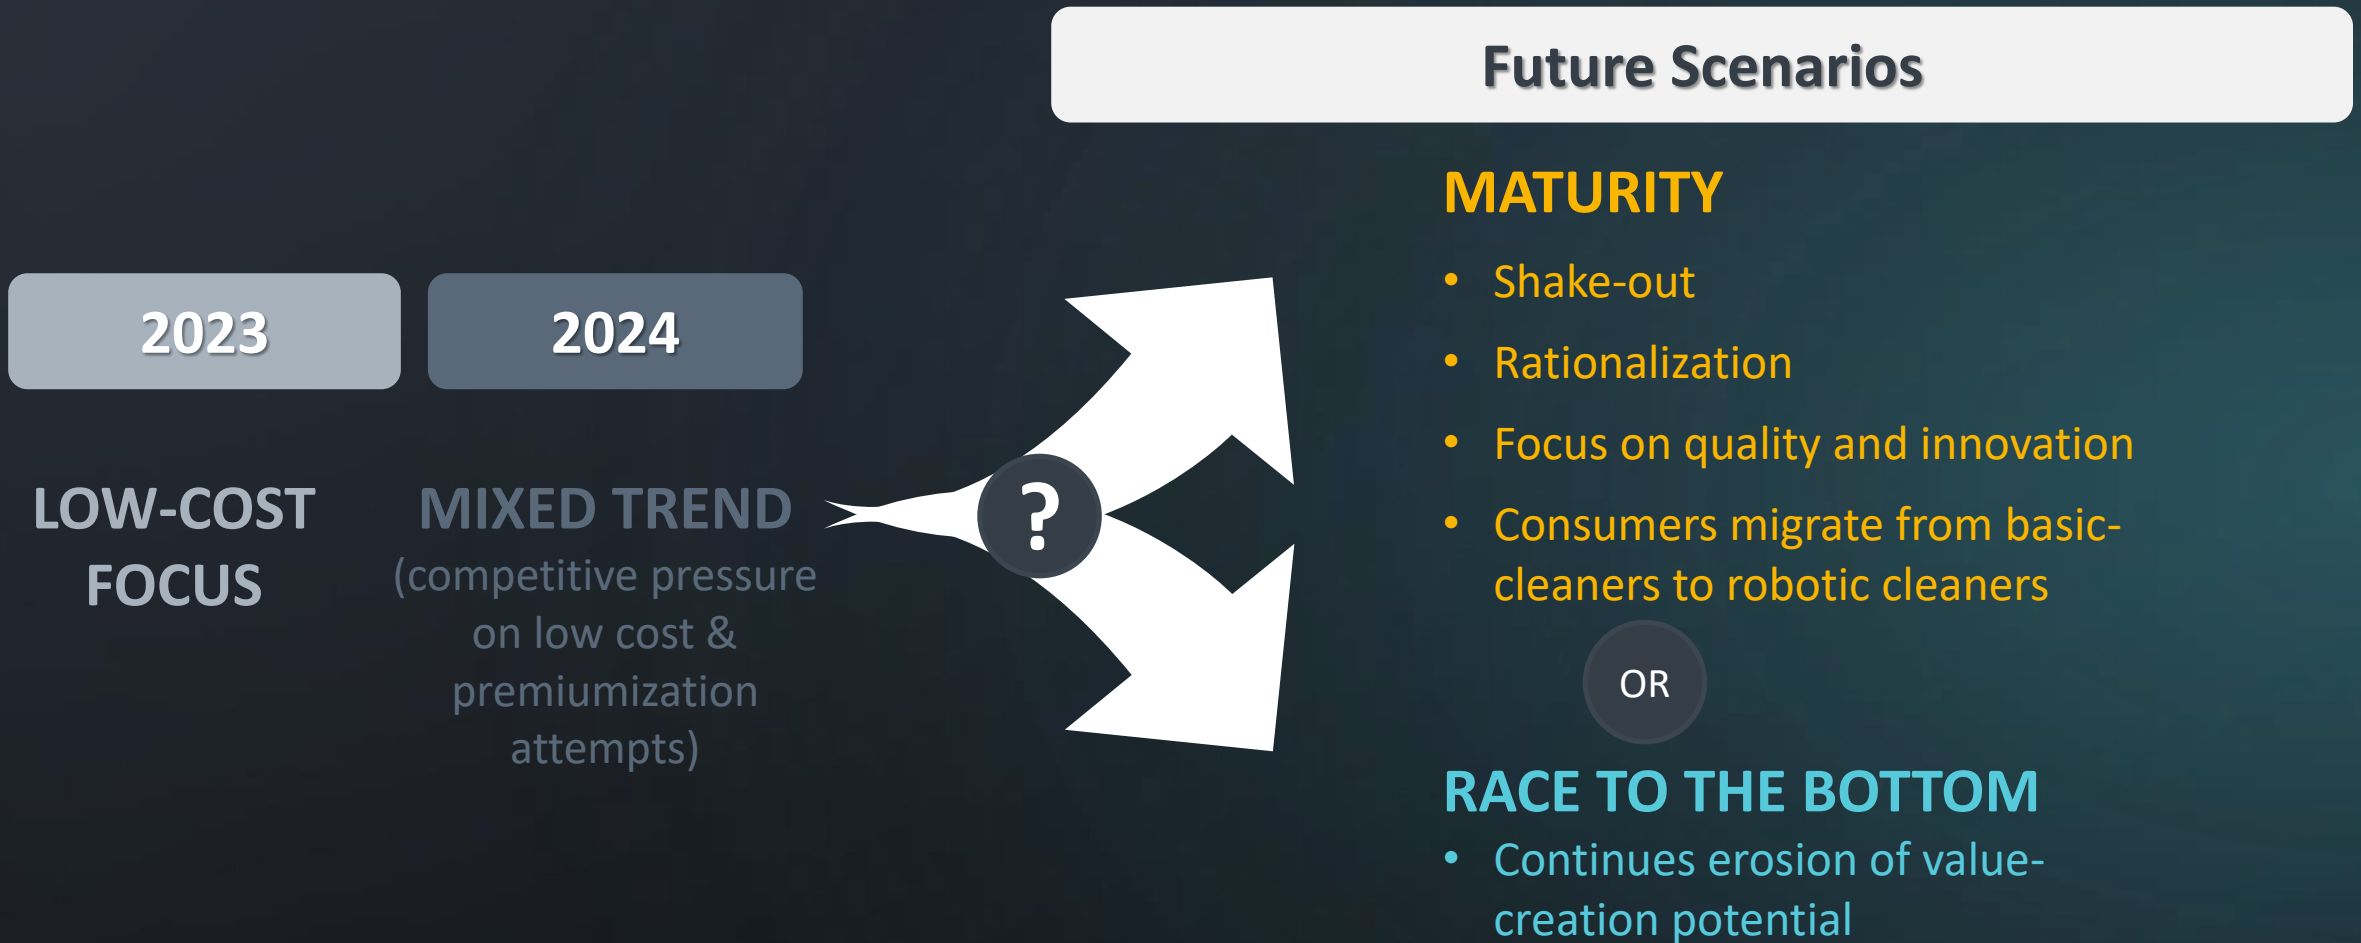 Future Scenarios
2023
LOW-COST
FOCUS
2024
MIXED TREND
(competitive pressure
on low cost &
premiumization
attempts)
?
MATURITY
• Shake-out
• Rationalization
• Focus on quality and innovation
• Consumers migrate from basic-
cleaners to robotic cleaners
OR
RACE TO THE BOTTOM
• Continues erosion of value-
creation potential